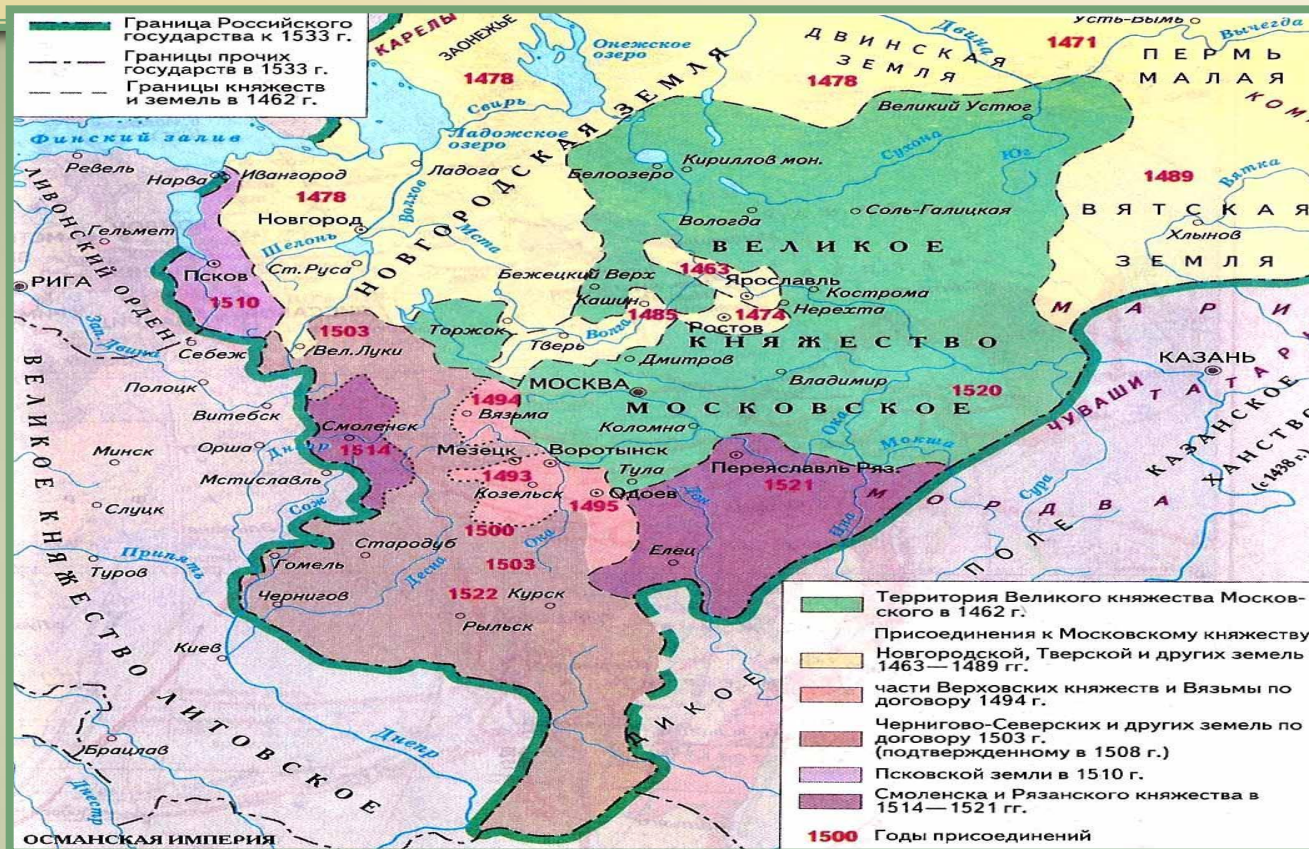 Граница Российского
государства к 1533 г.
Границы прочих
государств в 1533 г.
Границы княжеств
и земель в 1462 г.
КАРЕЛЫ
ЗАОНЕЖЬЕ
Онежское
озеро
1478
Свирь
Ладожское
озеро
Финский залив
Ревель
Нарва
Ивангород
1478
Ладога
Волхов
Новгород
НОВГОРОДСКАЯ ЗЕМЛЯ
ДВИНСКАЯ
ЗЕМЛЯ
1478
Двина
1471
Усть-Вымь
Вычегда
ПЕРМЬ
МАЛАЯ
КОМИ
Великий Устюг
Сухона
Юг
Кириллов мон.
Белоозеро
Вологда
Соль-Галицкая
1489
Вятка
ВЯТСКАЯ
Хлынов
ЗЕМЛЯ
ЛИВОНСКИЙ ОРДЕН
Гельмет
Шелонь
Мста
Псков
1510
Ст.Руса
РИГА
Зап. Двина
Себеж
1503
Вел.Луки
Бежецкий Верх
Кашин
1485
Торжок
Волга
Тверь
1463
Ярославль
1474
Ростов
Кострома
Нерехта
ВЕЛИКОЕ
КНЯЖЕСТВО
МОСКОВСКОЕ
Дмитров
МОСКВА
Владимир
1520
Коломна
Ока
Мокша
МАРИ
ЧУВАШИ
ТАТАРЫ
КАЗАНЬ
КАЗАНСКОЕ
ХАНСТВО
(с 1438 г.)
МОРДВА
Сура
ПОЛЕ
ДИКОЕ
ВЕЛИКОЕ КНЯЖЕСТВО ЛИТОВСКОЕ
Полоцк
Витебск
Орша
Днепр
Минск
Мстиславль
Слуцк
Сож
Смоленск
1514
1494
Вязьма
Мезецк
Воротынск
1493
Козельск
Тула
Одоев
1495
Переяславль Ряз.
1521
Дон
Елец
1500
Ока
1503
Стародуб
Десна
1522
Курск
Рыльск
Гомель
Чернигов
Припять
Туров
Киев
Брацлав
Днестр
Днепр
ОСМАНСКАЯ ИМПЕРИЯ
Территория Великого княжества Москов-
ского в 1462 г.
Присоединения к Московскому княжеству
Новгородской, Тверской и других земель
1463—1489 гг.
части Верховских княжеств и Вязьмы по
договору 1494 г.
Чернигово-Северских и других земель по
договору 1503 г.
(подтвержденному в 1508 г.)
Псковской земли в 1510 г.
Смоленска и Рязанского княжества в
1514—1521 гг.
1500 Годы присоединений